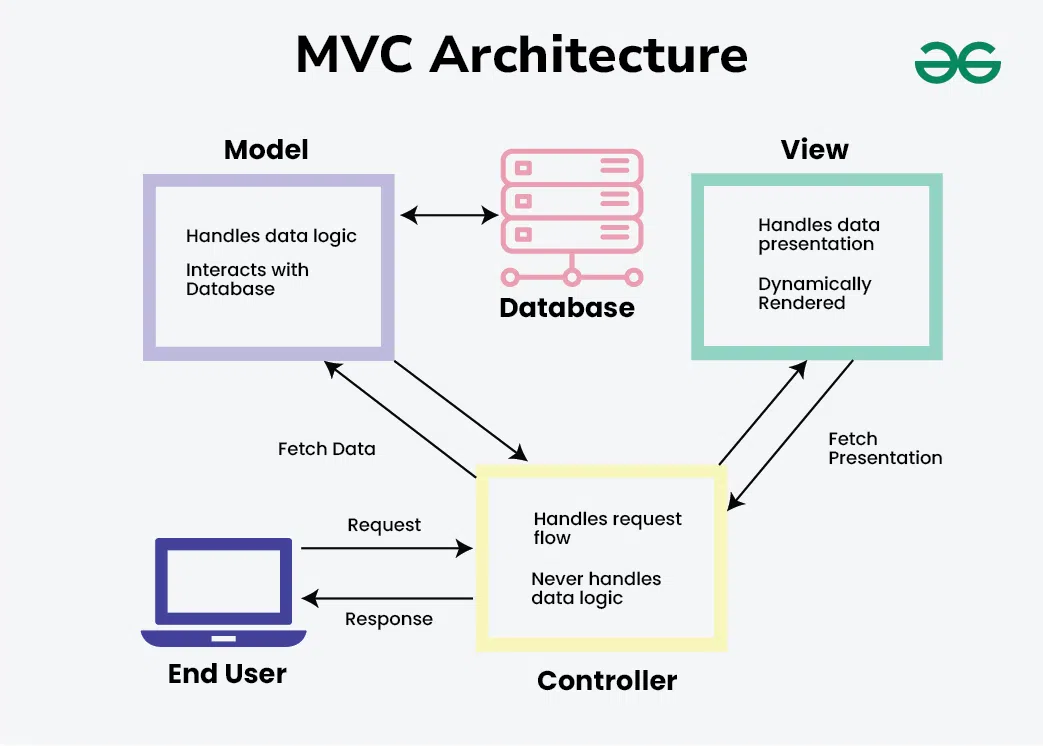 MVC Architecture
Model
View
Handles data logic
Interacts with
Database
Database
Handles data
presentation
Dynamically
Rendered
Fetch Data
Fetch
Presentation
Request
Response
Handles request
flow
Never handles
data logic
End User
Controller